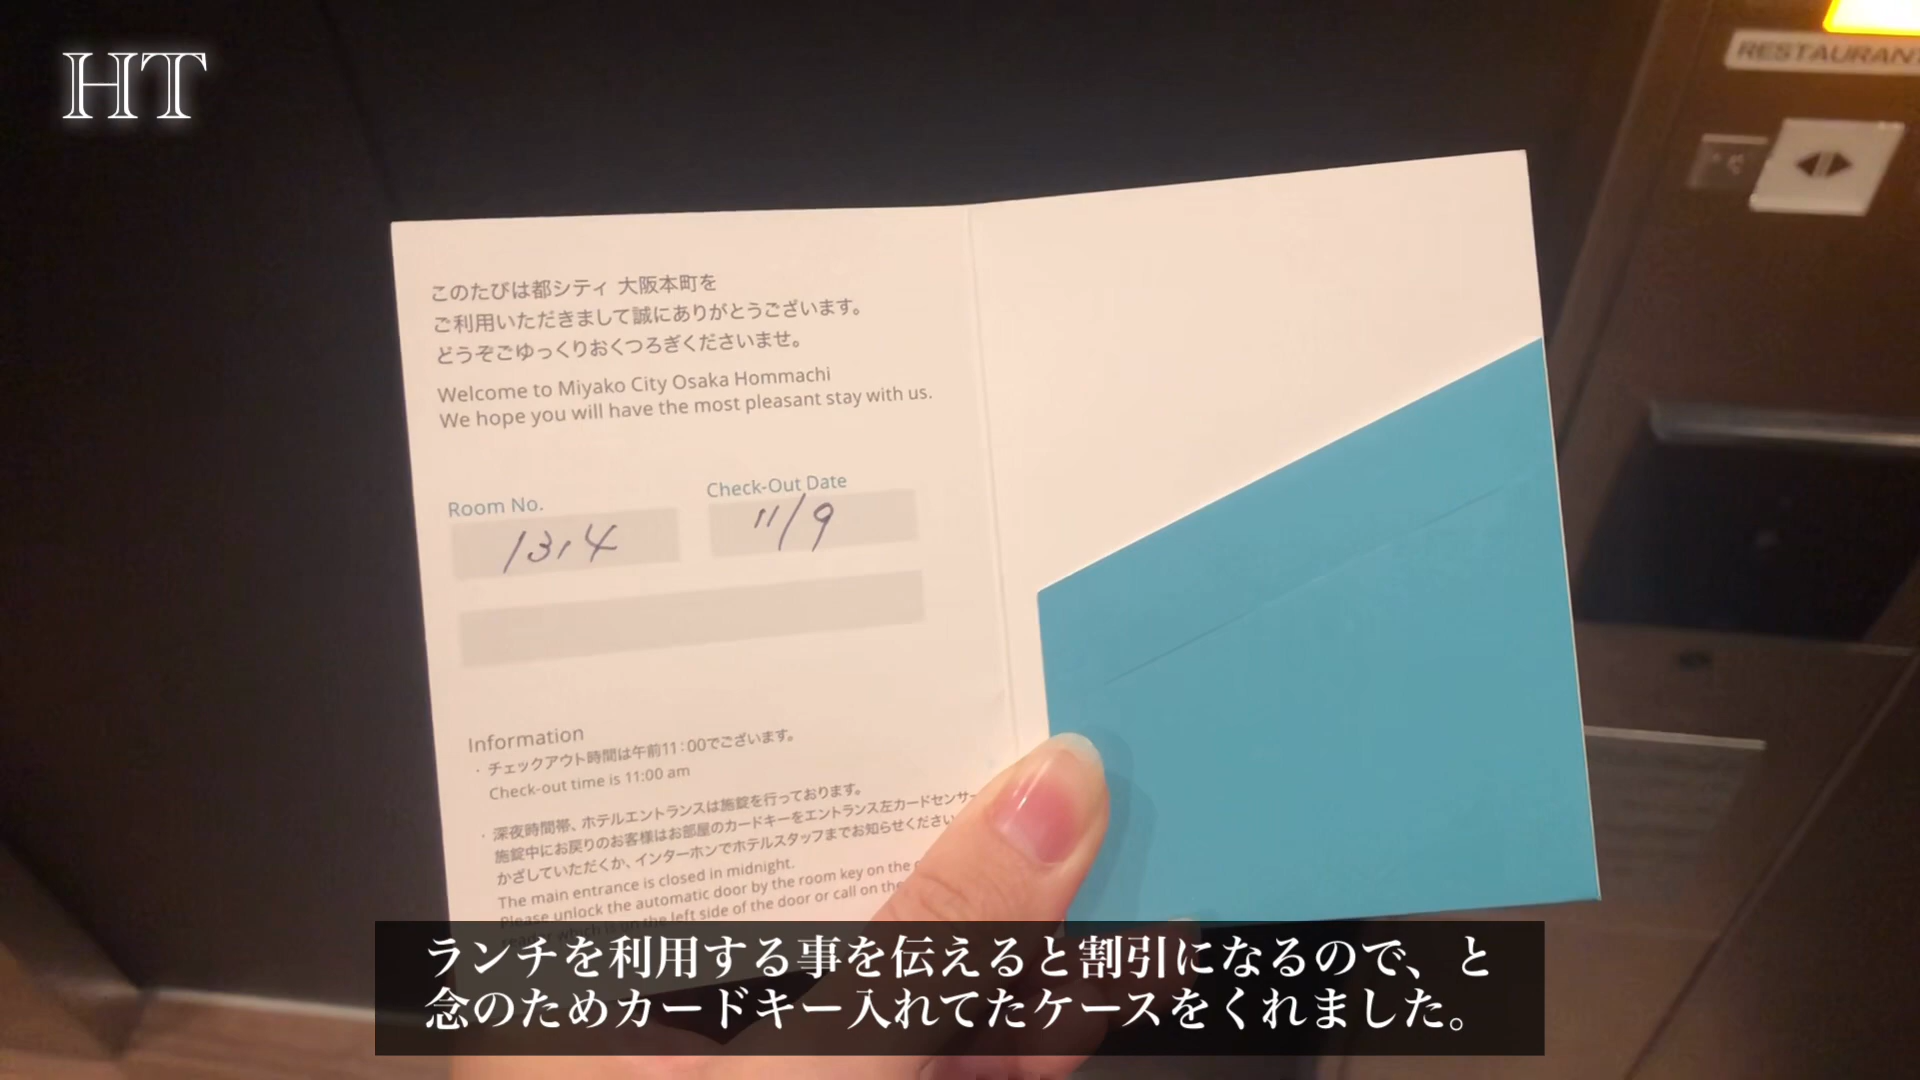 HT
RESTAURANT
このたびは都シティ 大阪本町を
ご利用いただきまして誠にありがとうございます。
どうぞごゆっくりおくつろぎくださいませ。
Welcome to Miyako City Osaka Hommachi
We hope you will have the most pleasant stay with us.
Room No.
1314
Check-Out Date
11/9
Information
・チェックアウト時間は午前11:00でございます。
Check-out time is 11:00 am
・深夜時間帯、ホテルエントランスは施錠を行っております。
施錠中にお戻りのお客様はお部屋のカードキーをエントランス左カードセンサー
かざしていただくか、インターホンでホテルスタッフまでお知らせください
The main entrance is closed in midnight.
Please unlock the automatic door by the room key on the
reader which is on the left side of the door or call on the
ランチを利用する事を伝えると割引になるので、と
念のためカードキー入れてたケースをくれました。